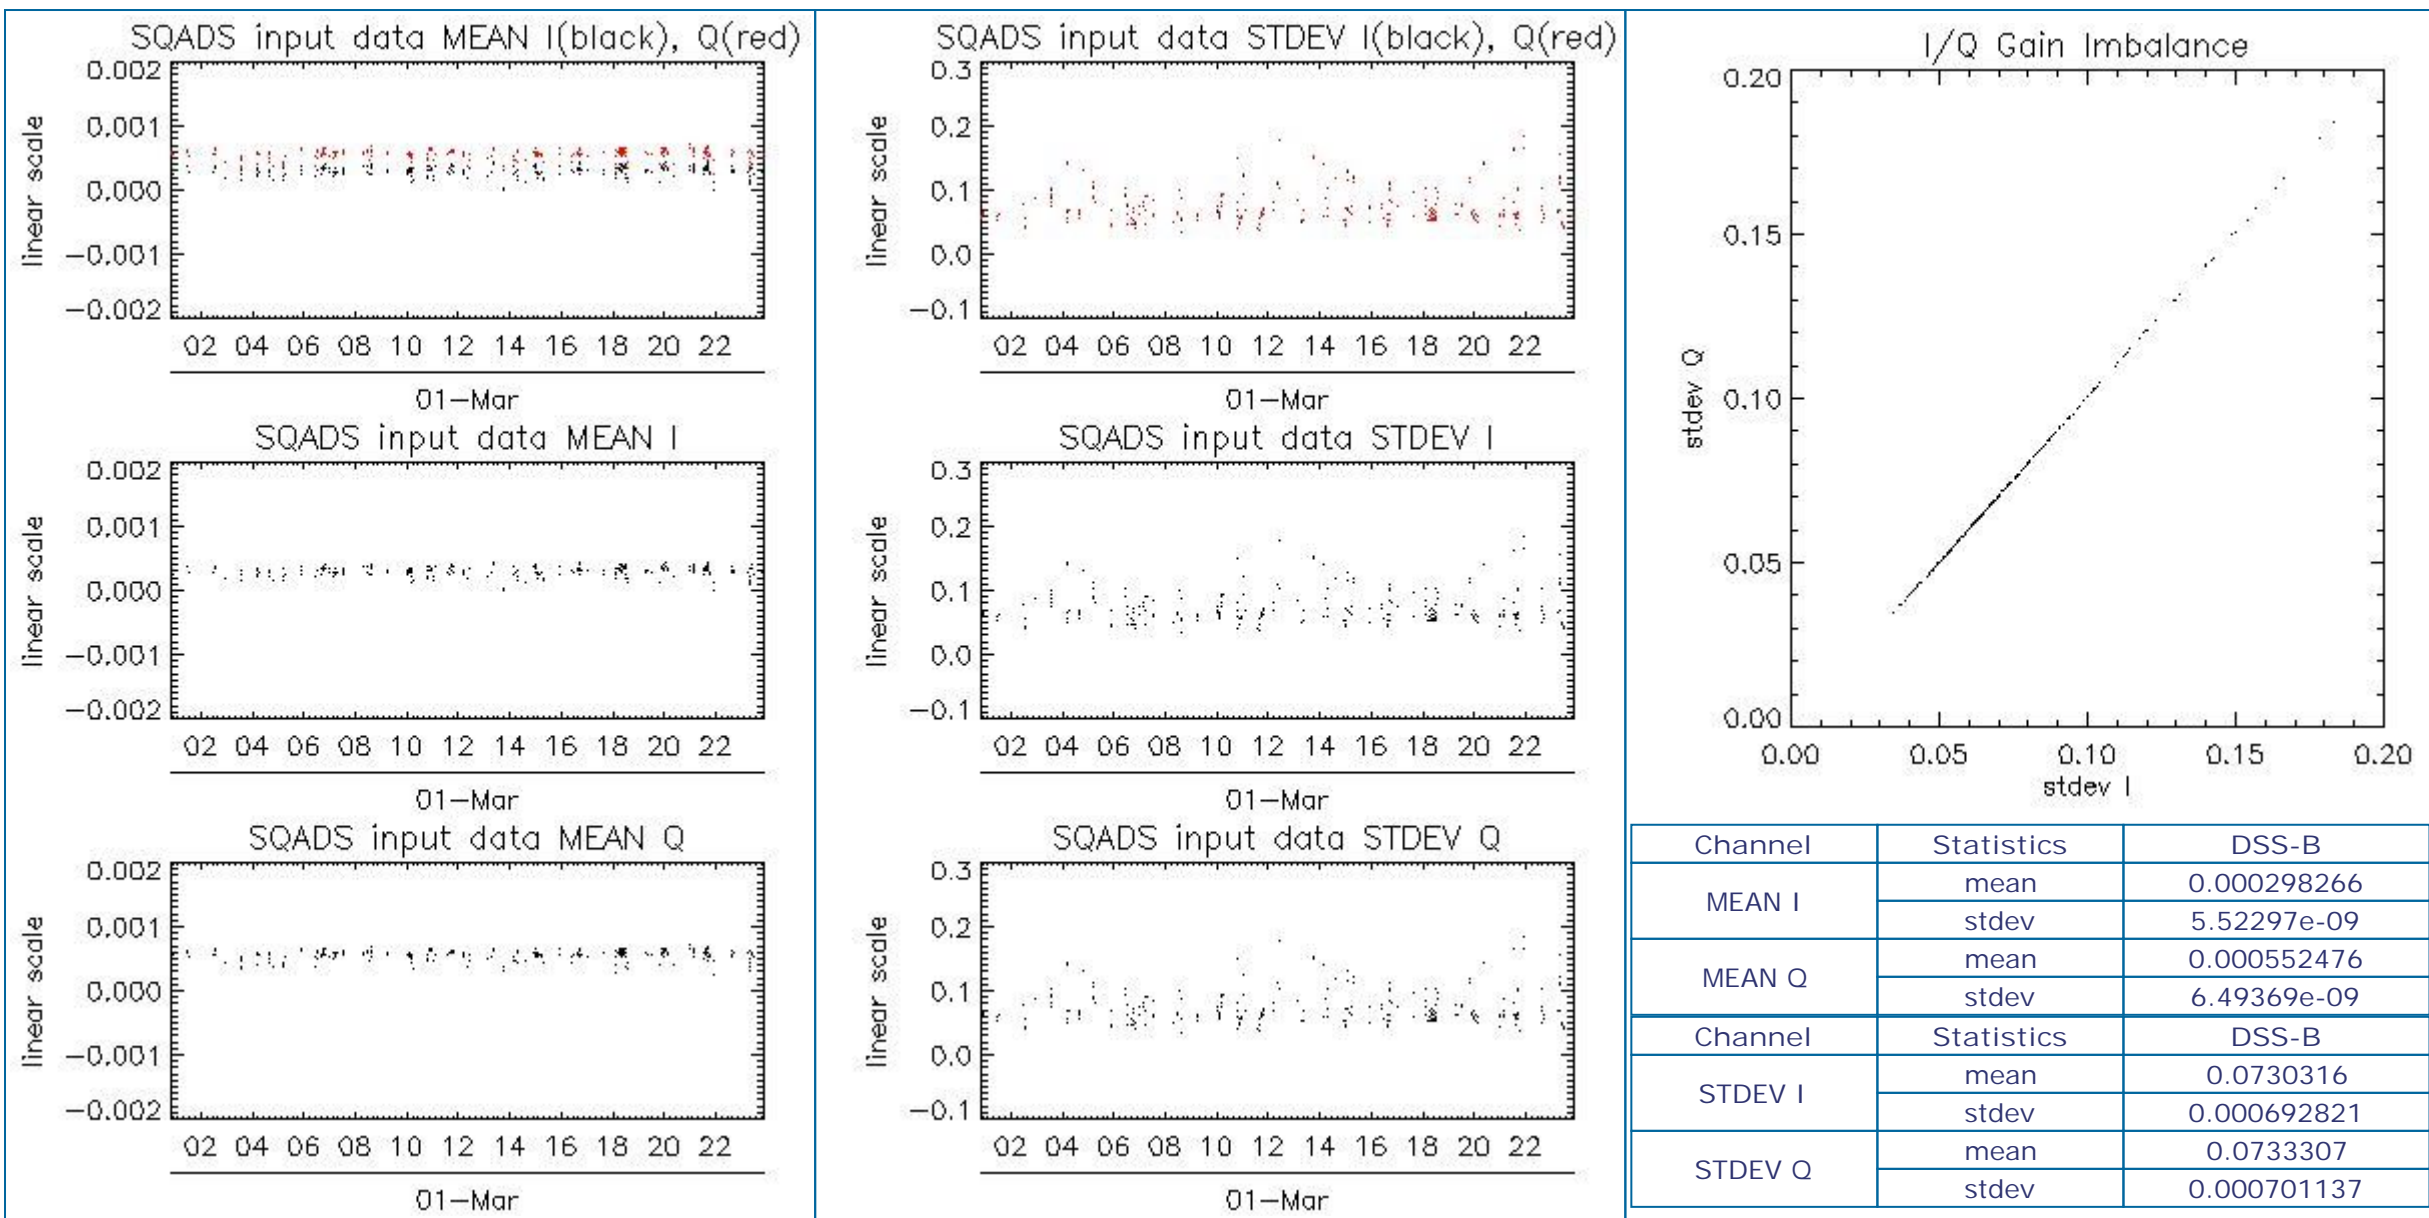 SQADS input data MEAN I(black), Q(red)
0.002
0.001
0.000
−0.001
−0.002
linear scale
02 04 06 08 10 12 14 16 18 20 22
01−Mar
SQADS input data MEAN I
0.002
0.001
0.000
−0.001
−0.002
linear scale
02 04 06 08 10 12 14 16 18 20 22
01−Mar
SQADS input data MEAN Q
0.002
0.001
0.000
−0.001
−0.002
linear scale
02 04 06 08 10 12 14 16 18 20 22
01−Mar
SQADS input data STDEV I(black), Q(red)
0.3
0.2
0.1
0.0
−0.1
linear scale
02 04 06 08 10 12 14 16 18 20 22
01−Mar
SQADS input data STDEV I
0.3
0.2
0.1
0.0
−0.1
linear scale
02 04 06 08 10 12 14 16 18 20 22
01−Mar
SQADS input data STDEV Q
0.3
0.2
0.1
0.0
−0.1
linear scale
02 04 06 08 10 12 14 16 18 20 22
01−Mar
I/Q Gain Imbalance
0.20
0.15
0.10
0.05
0.00
stdev Q
0.00 0.05 0.10 0.15 0.20
stdev I
Channel Statistics DSS-B
MEAN I mean 0.000298266
stdev 5.52297e-09
MEAN Q mean 0.000552476
stdev 6.49369e-09
Channel Statistics DSS-B
STDEV I mean 0.0730316
stdev 0.000692821
STDEV Q mean 0.0733307
stdev 0.000701137